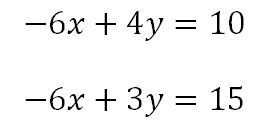 −6x + 4y = 10
−6x + 3y = 15